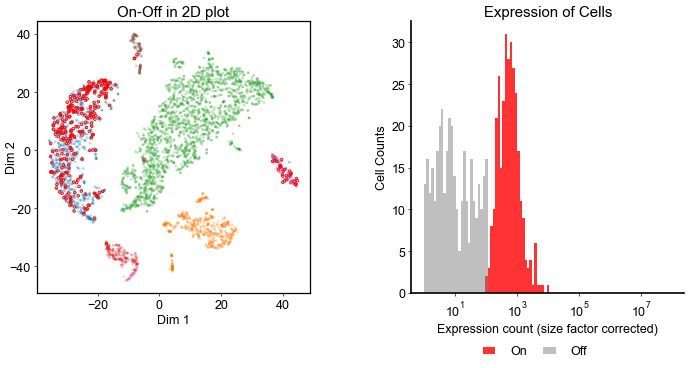 On-Off in 2D plot
40
20
0
−20
−40
Dim 2
−20
0
20
40
Dim 1
Expression of Cells
30
25
20
15
10
5
0
Cell Counts
10^1
10^3
10^5
10^7
Expression count (size factor corrected)
On
Off